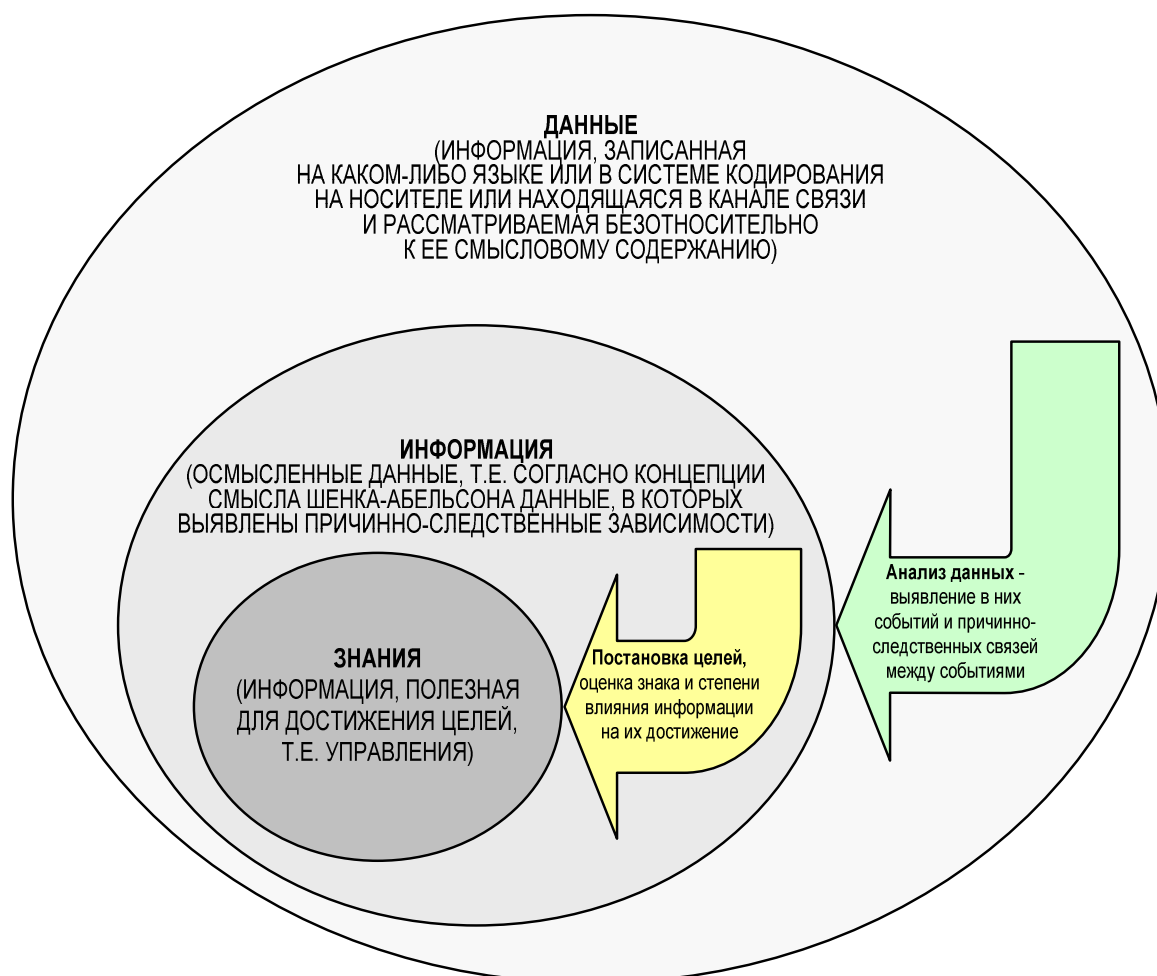 ДАННЫЕ
(ИНФОРМАЦИЯ, ЗАПИСАННАЯ
НА КАКОМ-ЛИБО ЯЗЫКЕ ИЛИ В СИСТЕМЕ КОДИРОВАНИЯ
НА НОСИТЕЛЕ ИЛИ НАХОДЯЩАЯСЯ В КАНАЛЕ СВЯЗИ
И РАССМАТРИВАЕМАЯ БЕЗОТНОСИТЕЛЬНО
К ЕЕ СМЫСЛОВОМУ СОДЕРЖАНИЮ)
ИНФОРМАЦИЯ
(ОСМЫСЛЕННЫЕ ДАННЫЕ, Т.Е. СОГЛАСНО КОНЦЕПЦИИ
СМЫСЛА ШЕНКА-АБЕЛЬСОНА ДАННЫЕ, В КОТОРЫХ
ВЫЯВЛЕНЫ ПРИЧИННО-СЛЕДСТВЕННЫЕ ЗАВИСИМОСТИ)
Анализ данных -
выявление в них
событий и причинно-
следственных связей
между событиями
Постановка целей,
оценка знака и степени
влияния информации
на их достижение
ЗНАНИЯ
(ИНФОРМАЦИЯ, ПОЛЕЗНАЯ
ДЛЯ ДОСТИЖЕНИЯ ЦЕЛЕЙ,
Т.Е. УПРАВЛЕНИЯ)